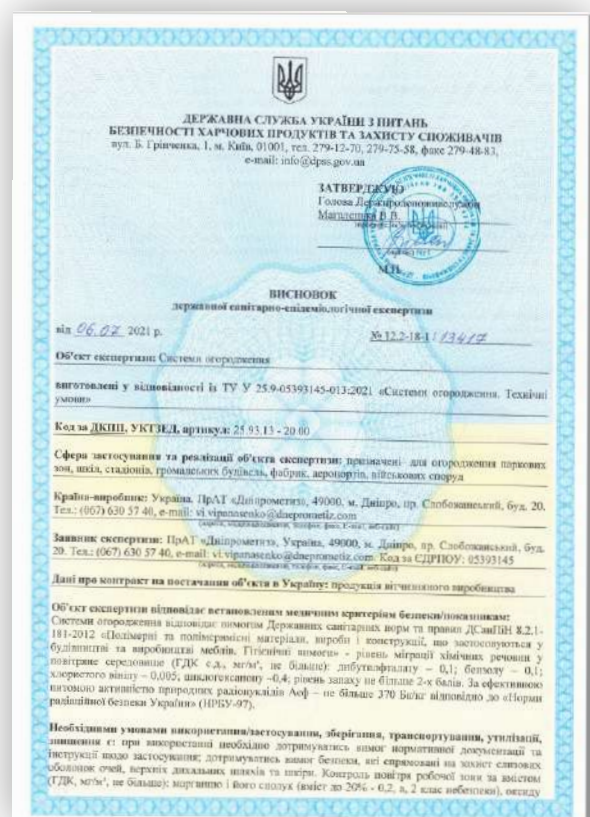 ДЕРЖАВНА СЛУЖБА УКРАЇНИ З ПИТАНЬ
БЕЗПЕЧНОСТІ ХАРЧОВИХ ПРОДУКТІВ ТА ЗАХИСТУ СПОЖИВАЧІВ
вул. Б. Грінченка, 1, м. Київ, 01001, тел. 279-12-70, 279-75-58, факс 279-48-83,
e-mail: info@dpss.gov.ua
ЗАТВЕРДЖУЮ
Голова Держпродспоживслужби
Магалецька В.В.
М.П.
ВИСНОВОК
державної санітарно-епідеміологічної експертизи
від 06.07 2021 р.
№ 12.2-18-1/13417
Об'єкт експертизи: Системи огородження
виготовлені у відповідності із ТУ У 25.9-05393145-013:2021 «Системи огородження. Технічні
умови»
Код за ДКПП, УКТЗЕД, артикул: 25.93.13 - 20.00
Сфера застосування та реалізації об'єкта експертизи: призначені для огородження паркових
зон, шкіл, стадіонів, громадських будівель, фабрик, аеропортів, військових споруд
Країна-виробник: Україна. ПрАТ «Дніпрометиз», 49000, м. Дніпро, пр. Слобожанський, буд. 20.
Тел.: (067) 630 57 40, e-mail: vi.vipanasenko@dneprometiz.com
Заявник експертизи: ПрАТ «Дніпрометиз», Україна, 49000, м. Дніпро, пр. Слобожанський, буд.
20. Тел.: (067) 630 57 40, e-mail: vi.vipanasenko@dneprometiz.com. Код за ЄДРПОУ: 05393145
Дані про контракт на постачання об'єкта в Україну: продукція вітчизняного виробництва
Об'єкт експертизи відповідає встановленим медичним критеріям безпеки/показникам:
Системи огородження відповідає вимогам Державних санітарних норм та правил ДСанПіН 8.2.1-
181-2012 «Полімерні та полімервмісні матеріали, вироби і конструкції, що застосовуються у
будівництві та виробництві меблів. Гігієнічні вимоги» - рівень міграції хімічних речовин у
повітряне середовище (ГДК с.д., мг/м³, не більше): дибутилфталату – 0,1; бензолу – 0,1;
хлористого вінілу – 0,005; циклогексанону –0,4; рівень запаху не більше 2-х балів. За ефективною
питомою активністю природних радіонуклідів Аеф – не більше 370 Бк/кг відповідно до «Норми
радіаційної безпеки України» (НРБУ-97).
Необхідними умовами використання/застосування, зберігання, транспортування, утилізації,
знищення є: при використанні необхідно дотримуватись вимог нормативної документації та
інструкції щодо застосування; дотримуватись вимог безпеки, які спрямовані на захист слизових
оболонок очей, верхніх дихальних шляхів та шкіри. Контроль повітря робочої зони за вмістом
(ГДК, мг/м³, не більше): марганцю і його сполук (вміст до 20% - 0,2, а, 2 клас небезпеки), оксиду